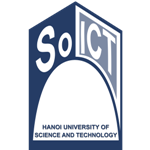 SoICT
HANOI UNIVERSITY OF
SCIENCE AND TECHNOLOGY